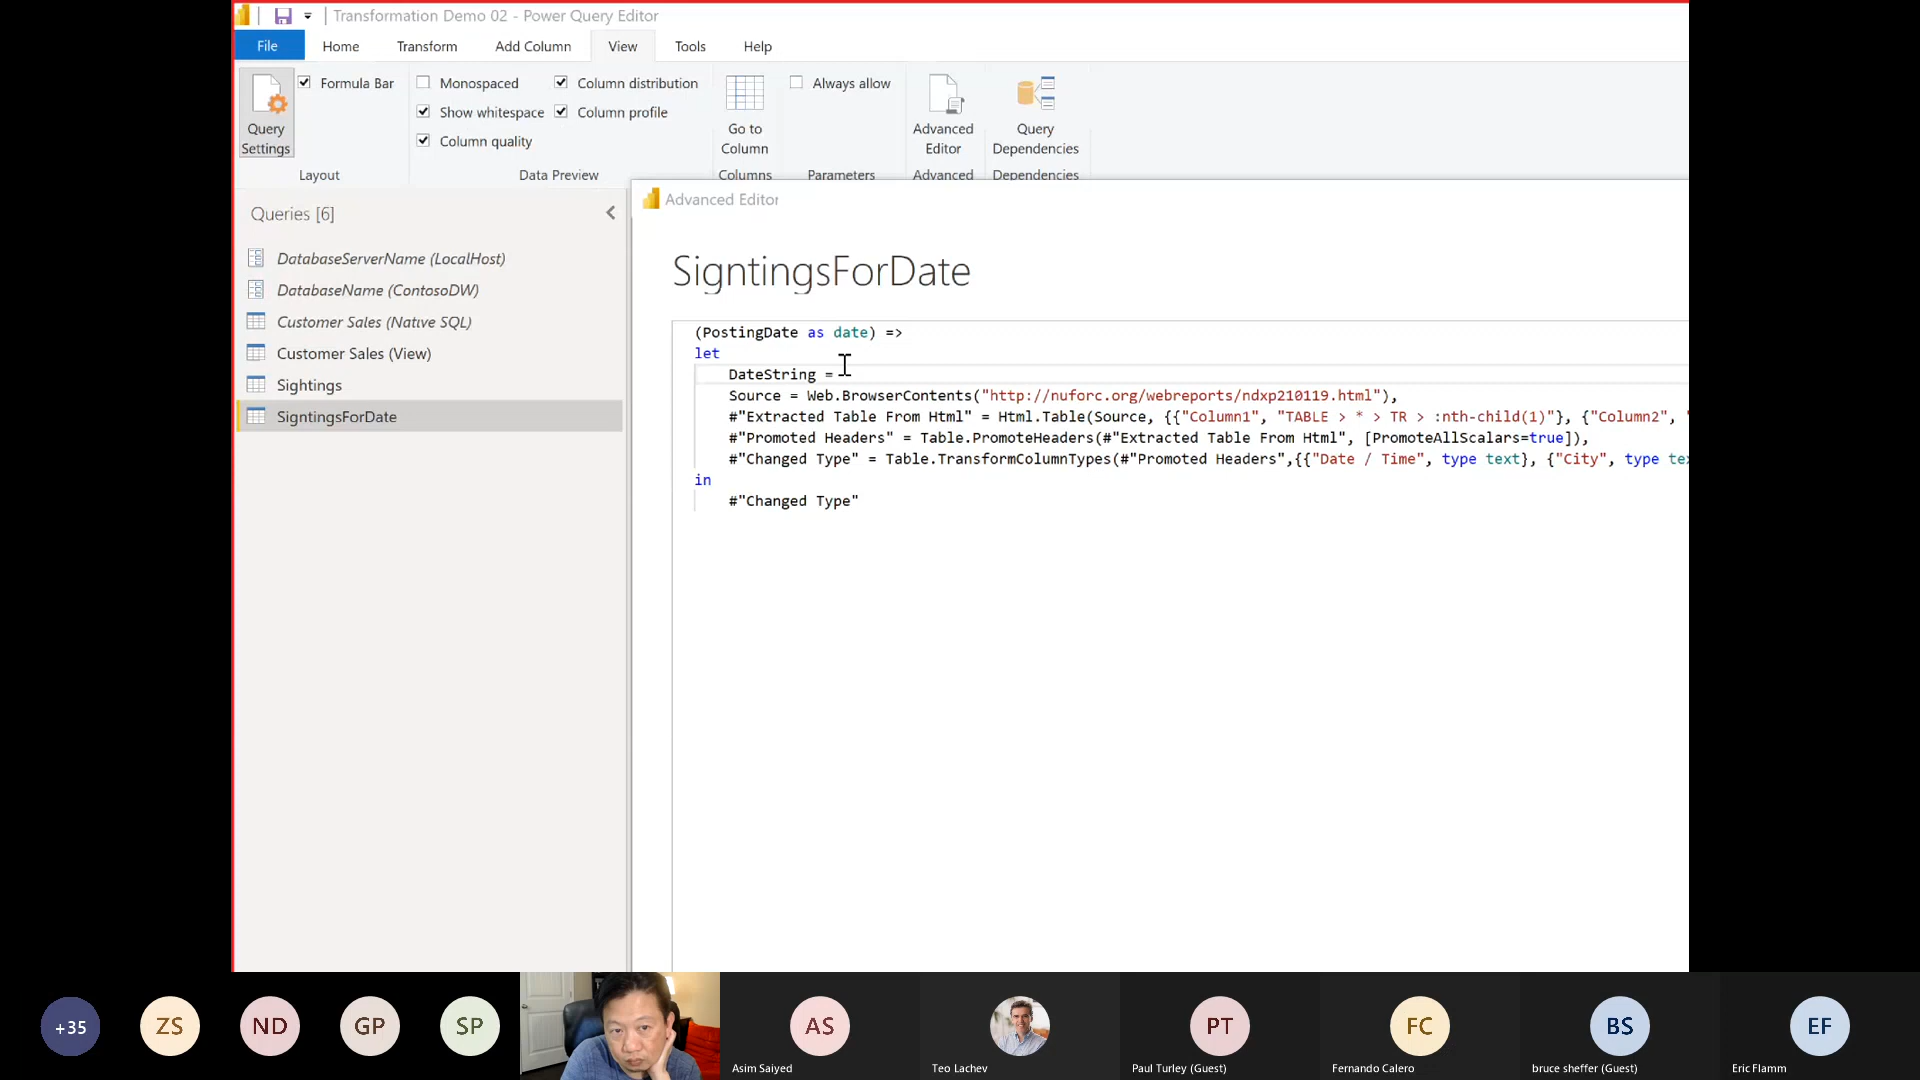 Transformation Demo 02 - Power Query Editor
File Home Transform Add Column View Tools Help
Query Settings
Formula Bar
Layout
Monospaced
Show whitespace
Column quality
Column distribution
Column profile
Data Preview
Go to Column
Columns
Always allow
Parameters
Advanced Editor
Advanced
Query Dependencies
Dependencies
Queries [6]
DatabaseServerName (LocalHost)
DatabaseName (ContosoDW)
Customer Sales (Native SQL)
Customer Sales (View)
Sightings
SigntingsForDate
Advanced Editor
SigntingsForDate
(PostingDate as date) =>
let
DateString =
Source = Web.BrowserContents("http://nuforc.org/webreports/ndxp210119.html"),
#"Extracted Table From Html" = Html.Table(Source, {{"Column1", "TABLE > * > TR > :nth-child(1)"}, {"Column2", "
#"Promoted Headers" = Table.PromoteHeaders(#"Extracted Table From Html", [PromoteAllScalars=true]),
#"Changed Type" = Table.TransformColumnTypes(#"Promoted Headers",{{"Date / Time", type text}, {"City", type
in
#"Changed Type"
+35
ZS
ND
GP
SP
AS
Asim Saiyed
Teo Lachev
PT
Paul Turley (Guest)
FC
Fernando Calero
BS
bruce sheffer (Guest)
EF
Eric Flamm